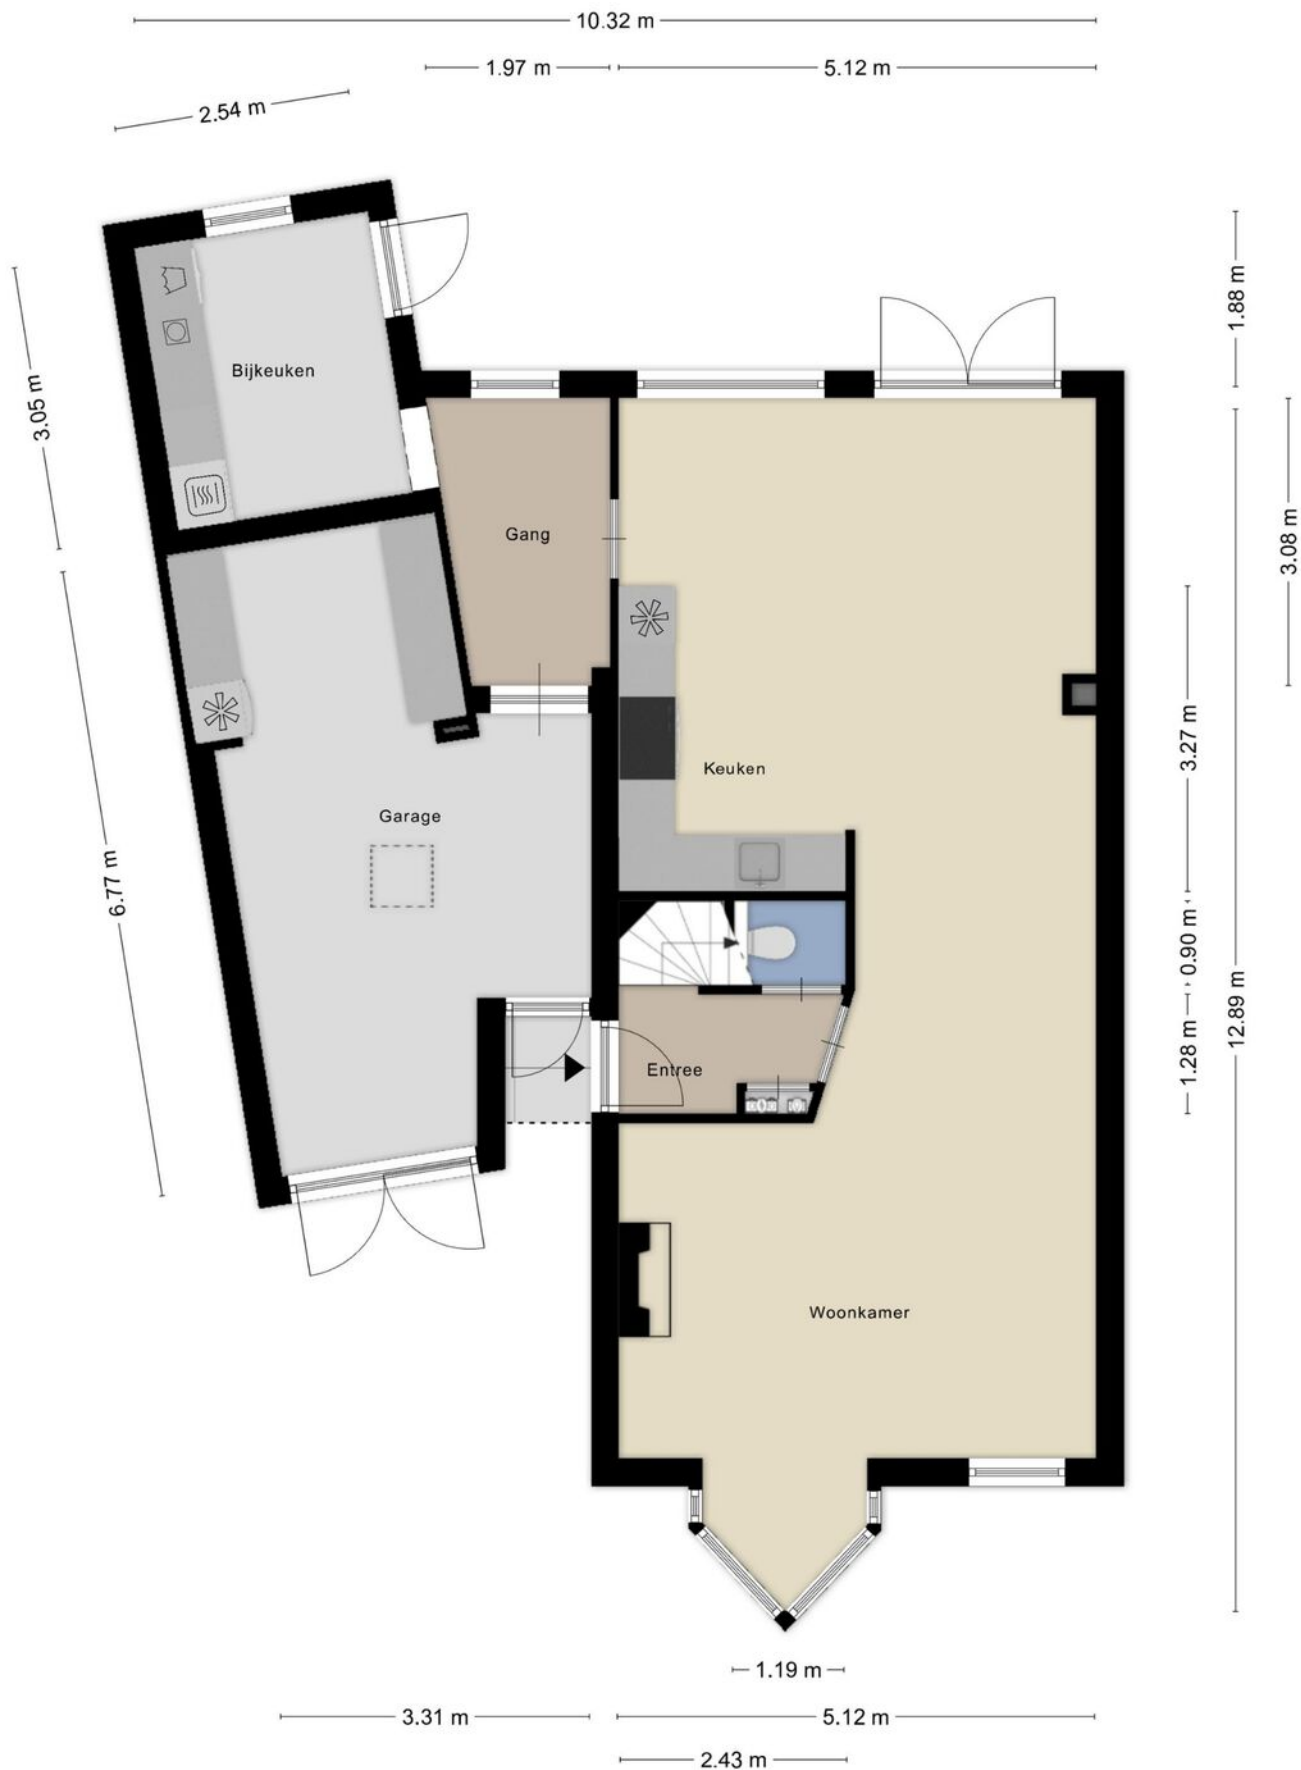 10.32 m
1.97 m
5.12 m
2.54 m
1.88 m
Bijkeuken
3.05 m
Gang
3.08 m
3.27 m
Keuken
Garage
6.77 m
0.90 m
12.89 m
1.28 m
Entree
Woonkamer
1.19 m
3.31 m
5.12 m
2.43 m